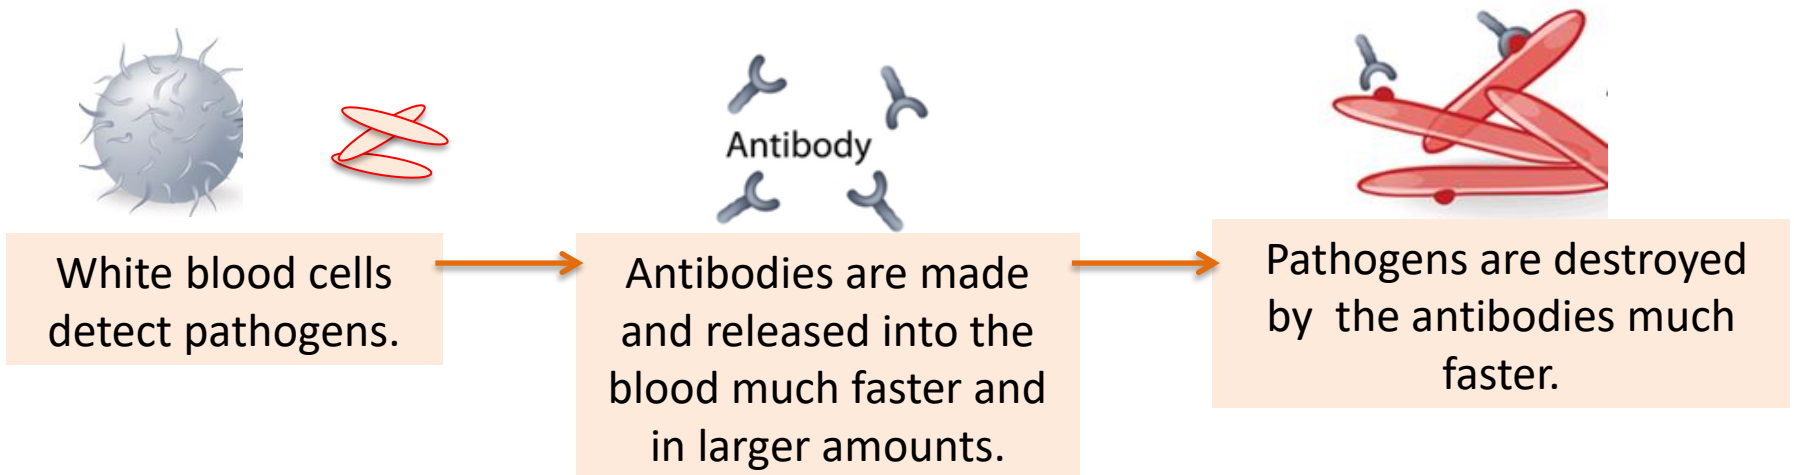 Antibody
White blood cells
detect pathogens.
Antibodies are made
and released into the
blood much faster and
in larger amounts.
Pathogens are destroyed
by  the antibodies much
faster.